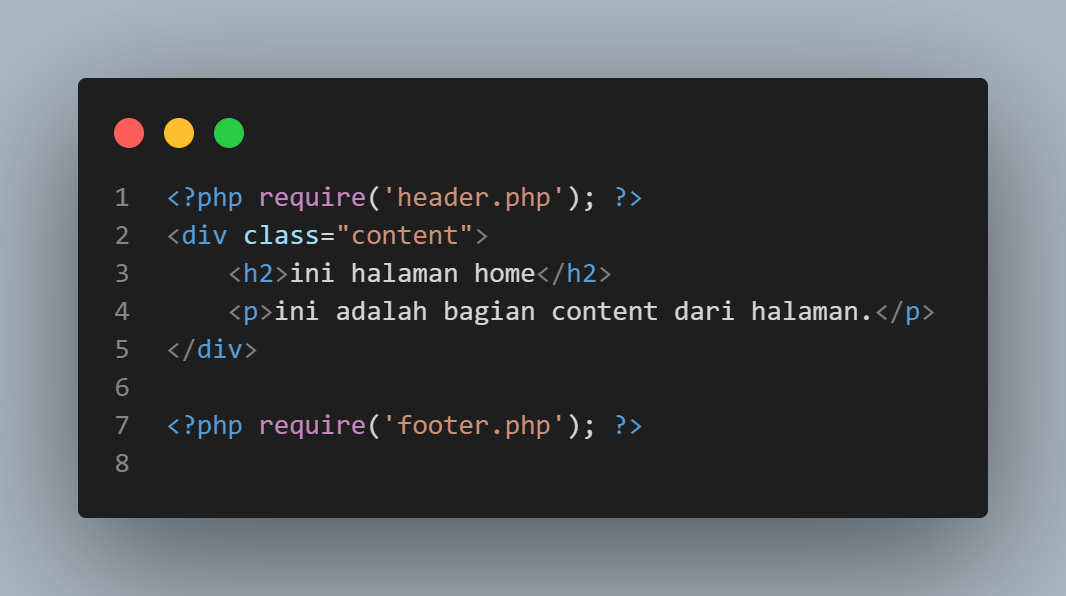 1 <?php require('header.php'); ?>
2 <div class="content">
3     <h2>ini halaman home</h2>
4     <p>ini adalah bagian content dari halaman.</p>
5 </div>
6
7 <?php require('footer.php'); ?>
8